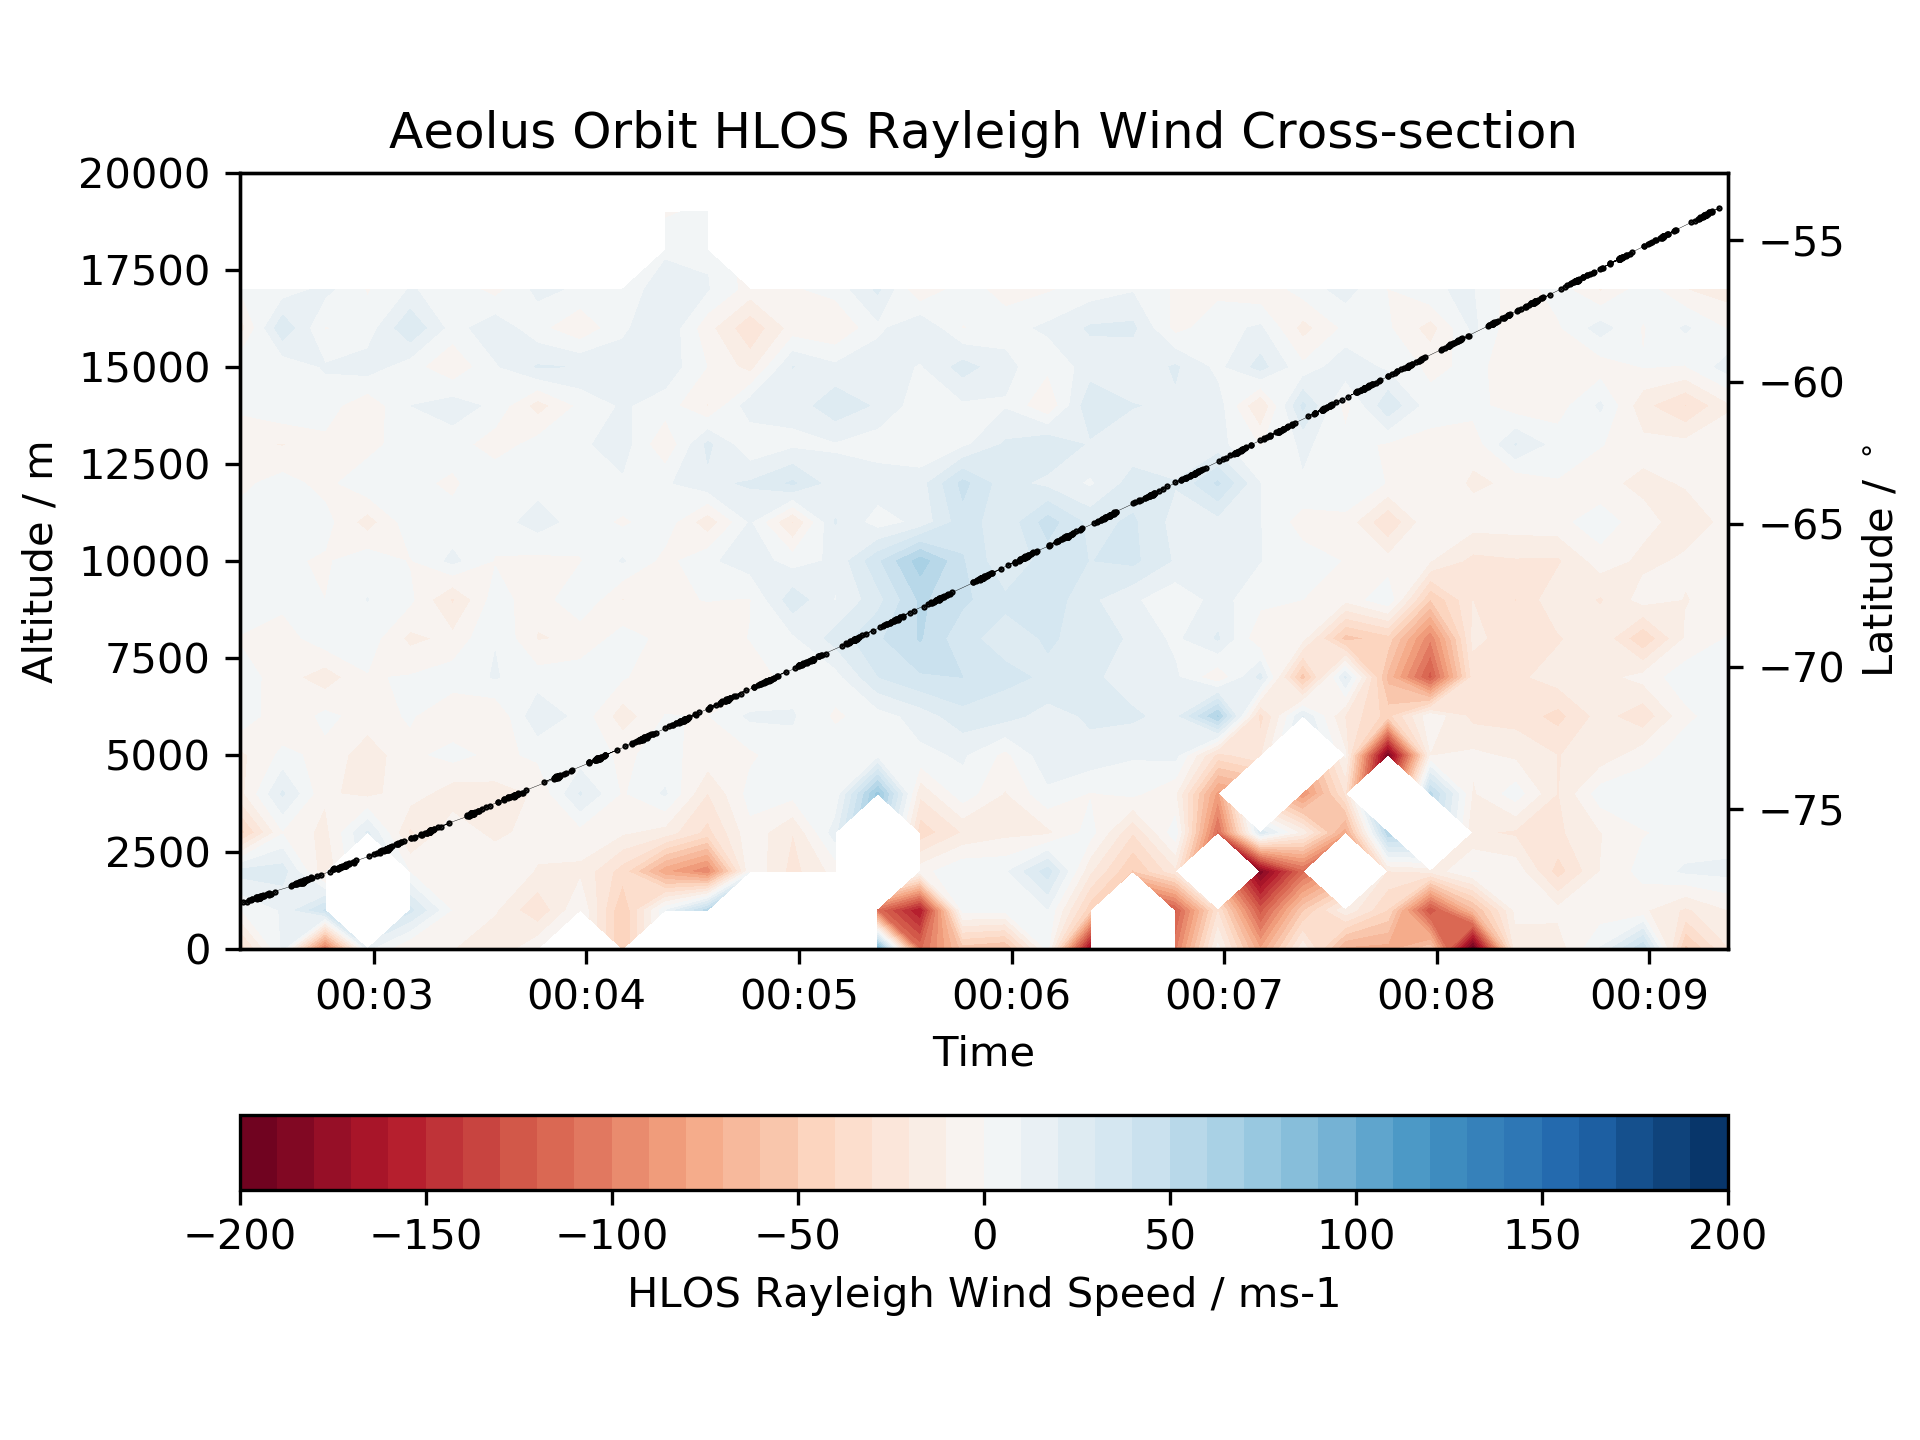 Aeolus Orbit HLOS Rayleigh Wind Cross-section
20000
17500
15000
12500
10000
7500
5000
2500
0
Altitude / m
−55
−60
−65
−70
−75
Latitude / °
00:03 00:04 00:05 00:06 00:07 00:08 00:09
Time
−200 −150 −100 −50 0 50 100 150 200
HLOS Rayleigh Wind Speed / ms-1